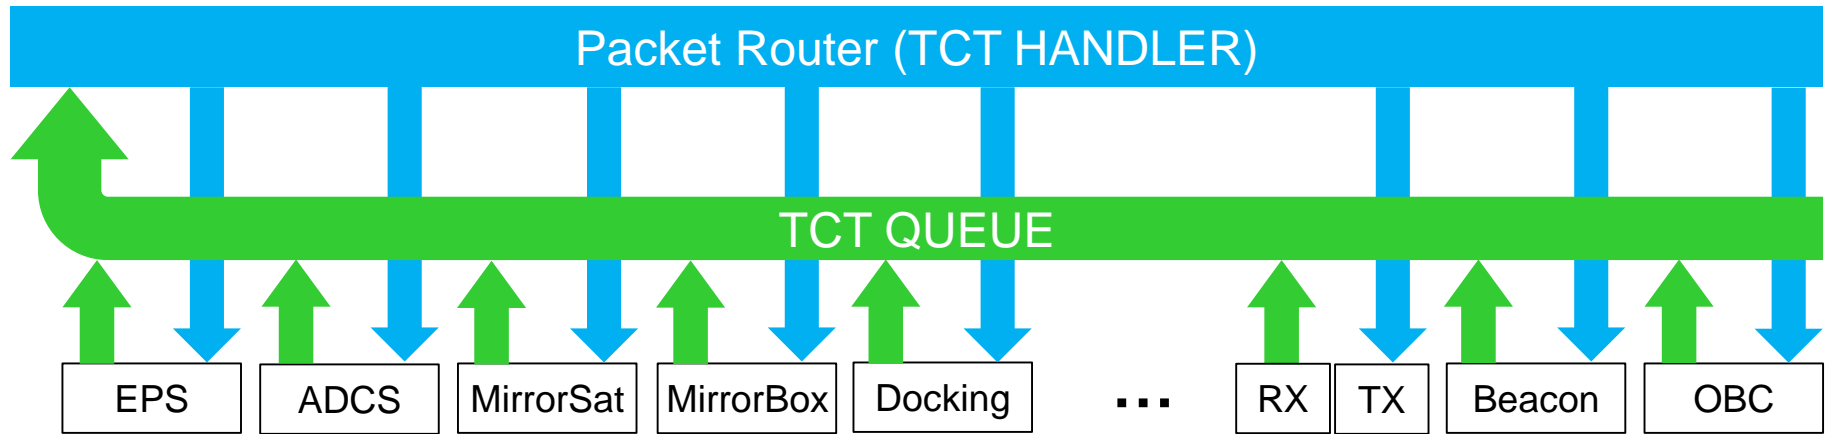 Packet Router (TCT HANDLER)
TCT QUEUE
EPS ADCS MirrorSat MirrorBox Docking ... RX TX Beacon OBC